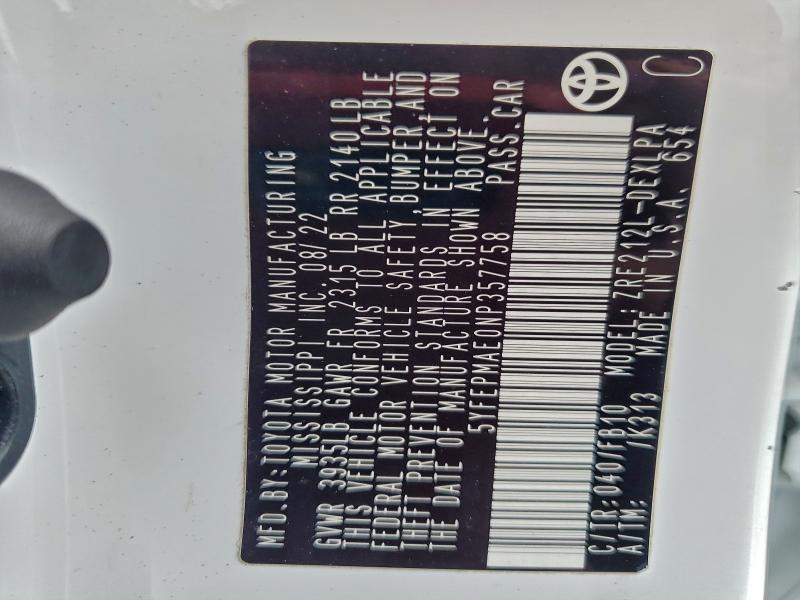 MFD.BY:TOYOTA MOTOR MANUFACTURING
MISSISSIPPI INC. 08/22
GVWR 3935LB GAWR FR 2315 LB RR 2140LB
THIS VEHICLE CONFORMS TO ALL APPLICABLE
FEDERAL MOTOR VEHICLE SAFETY, BUMPER, AND
THEFT PREVENTION STANDARDS IN EFFECT ON
THE DATE OF MANUFACTURE SHOWN ABOVE.
5YFEPMAE0NP357758 PASS.CAR
C/TR:040/FB10 MODEL:ZRE212L-DEXLPA
A/TM: /K313 MADE IN U.S.A. 654
C